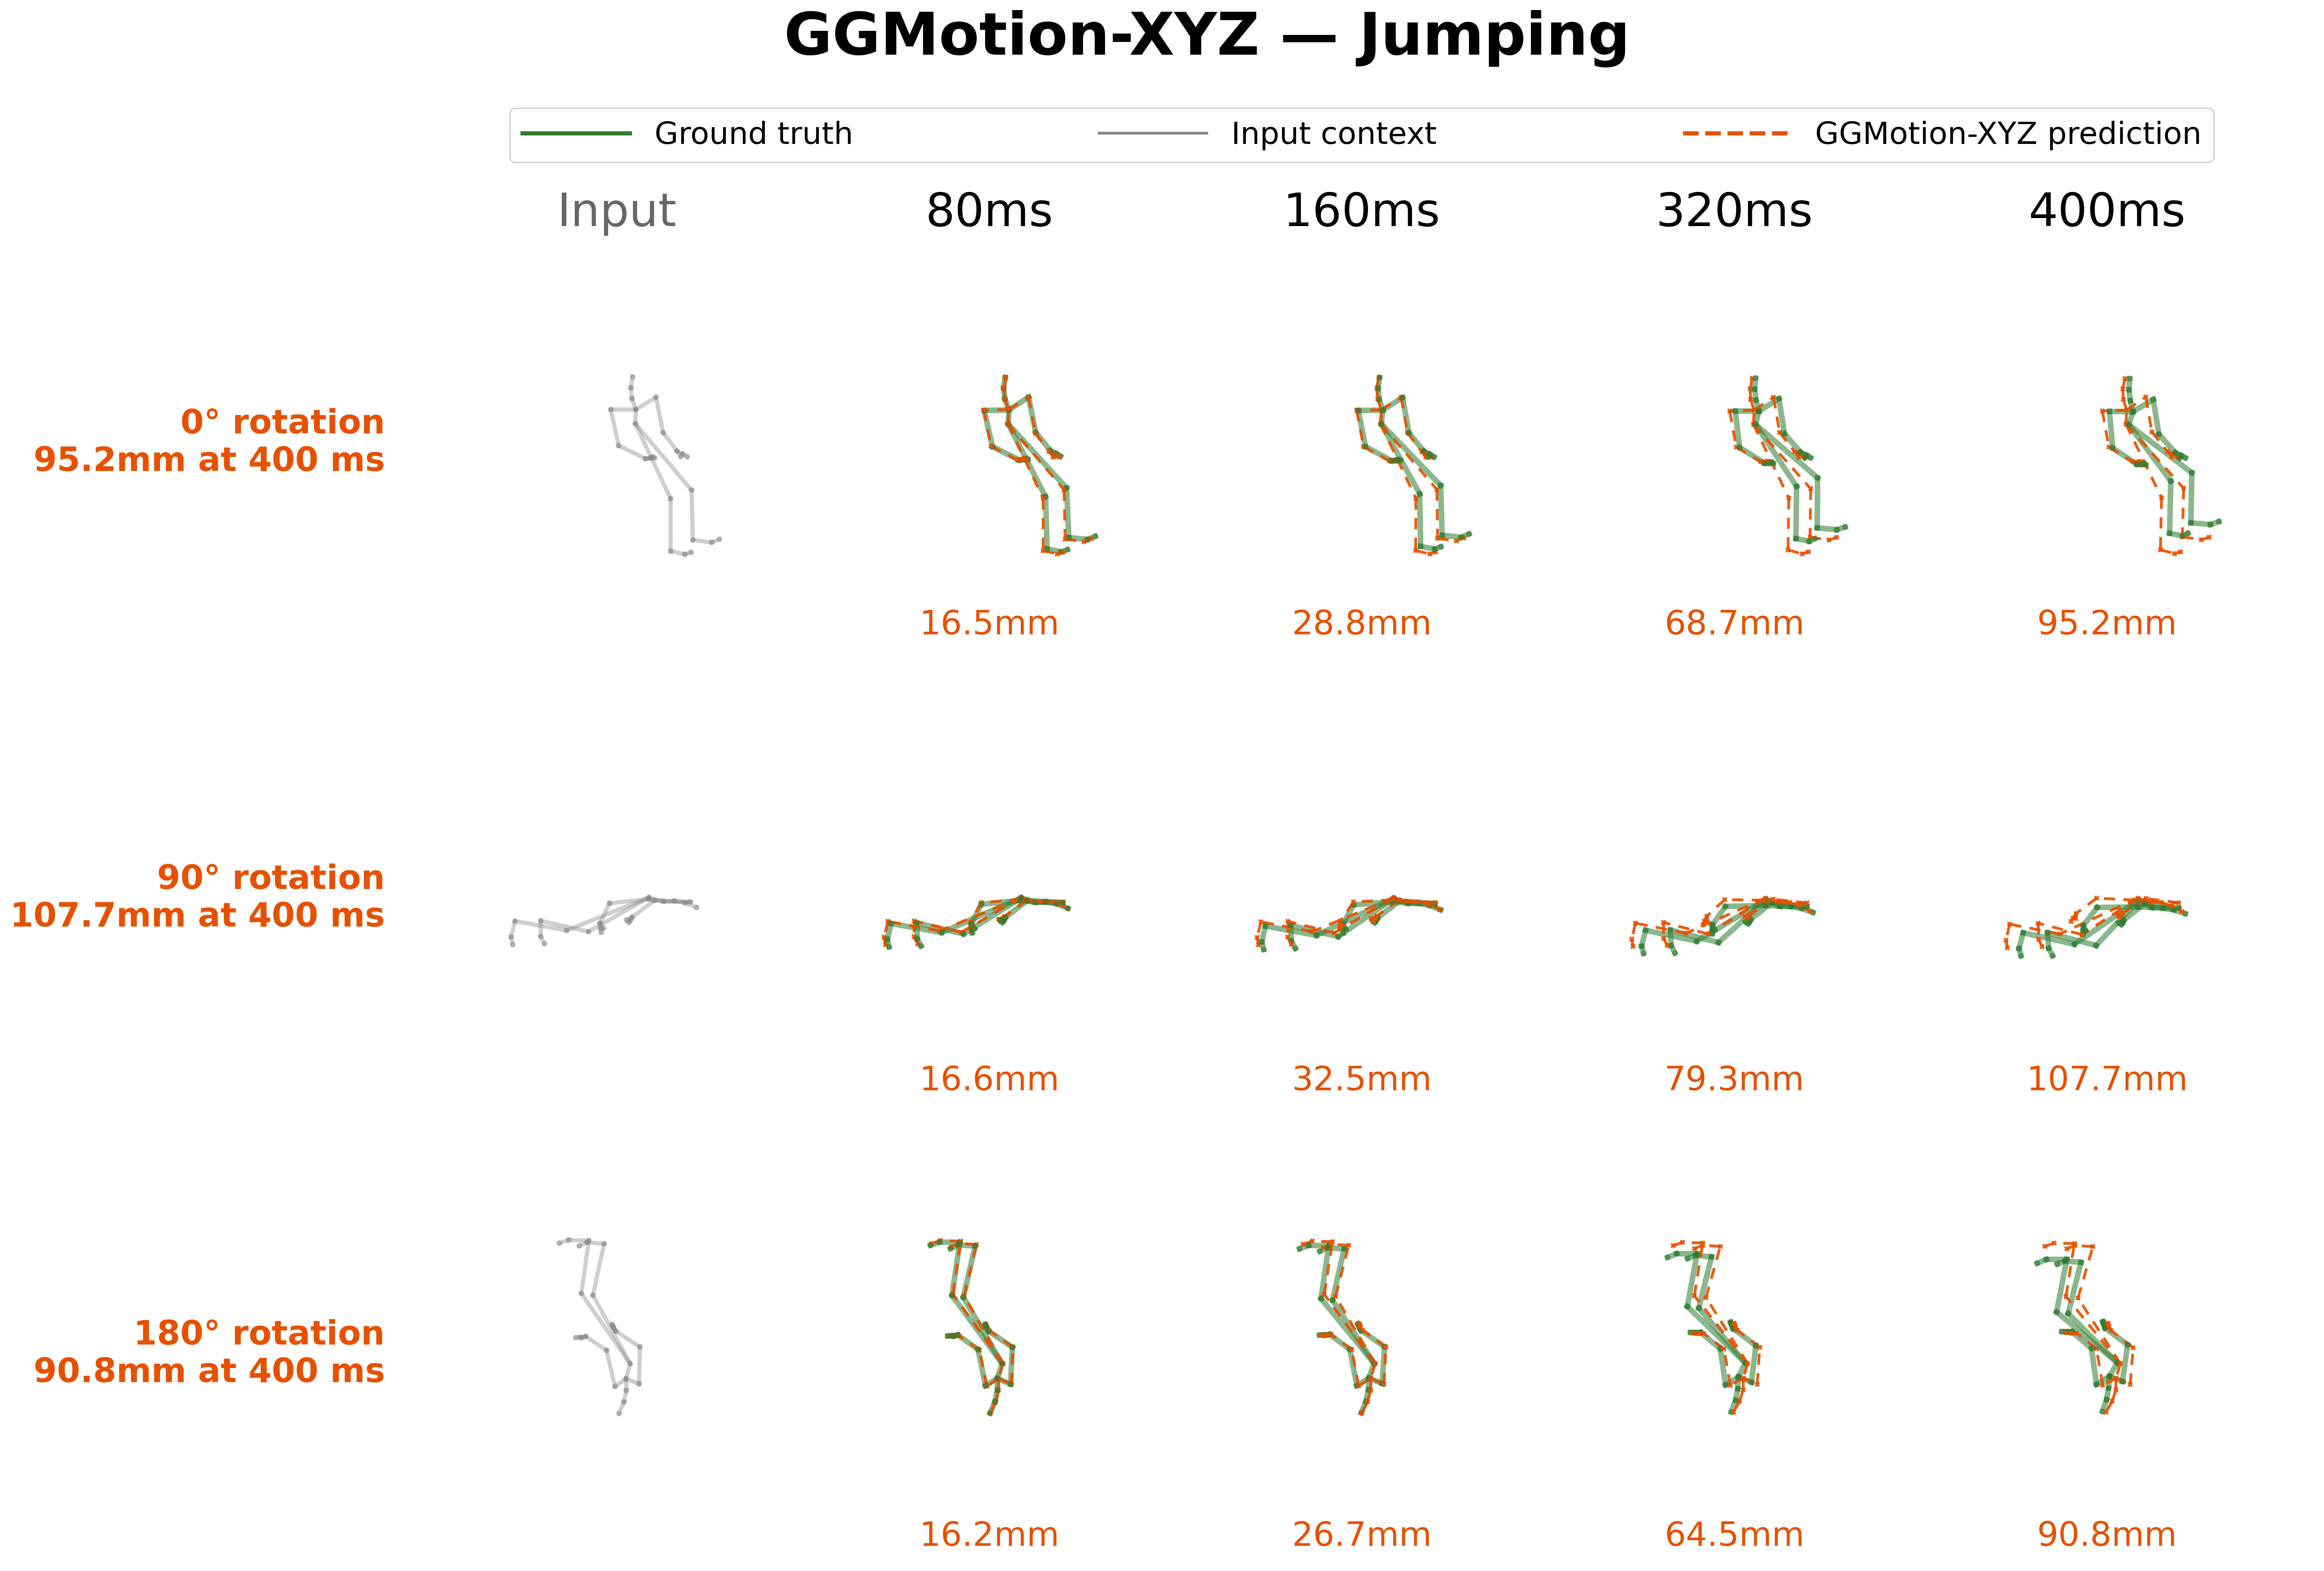 GGMotion-XYZ — Jumping
Ground truth
Input context
GGMotion-XYZ prediction
Input
80ms
160ms
320ms
400ms
0° rotation
95.2mm at 400 ms
16.5mm
28.8mm
68.7mm
95.2mm
90° rotation
107.7mm at 400 ms
16.6mm
32.5mm
79.3mm
107.7mm
180° rotation
90.8mm at 400 ms
16.2mm
26.7mm
64.5mm
90.8mm